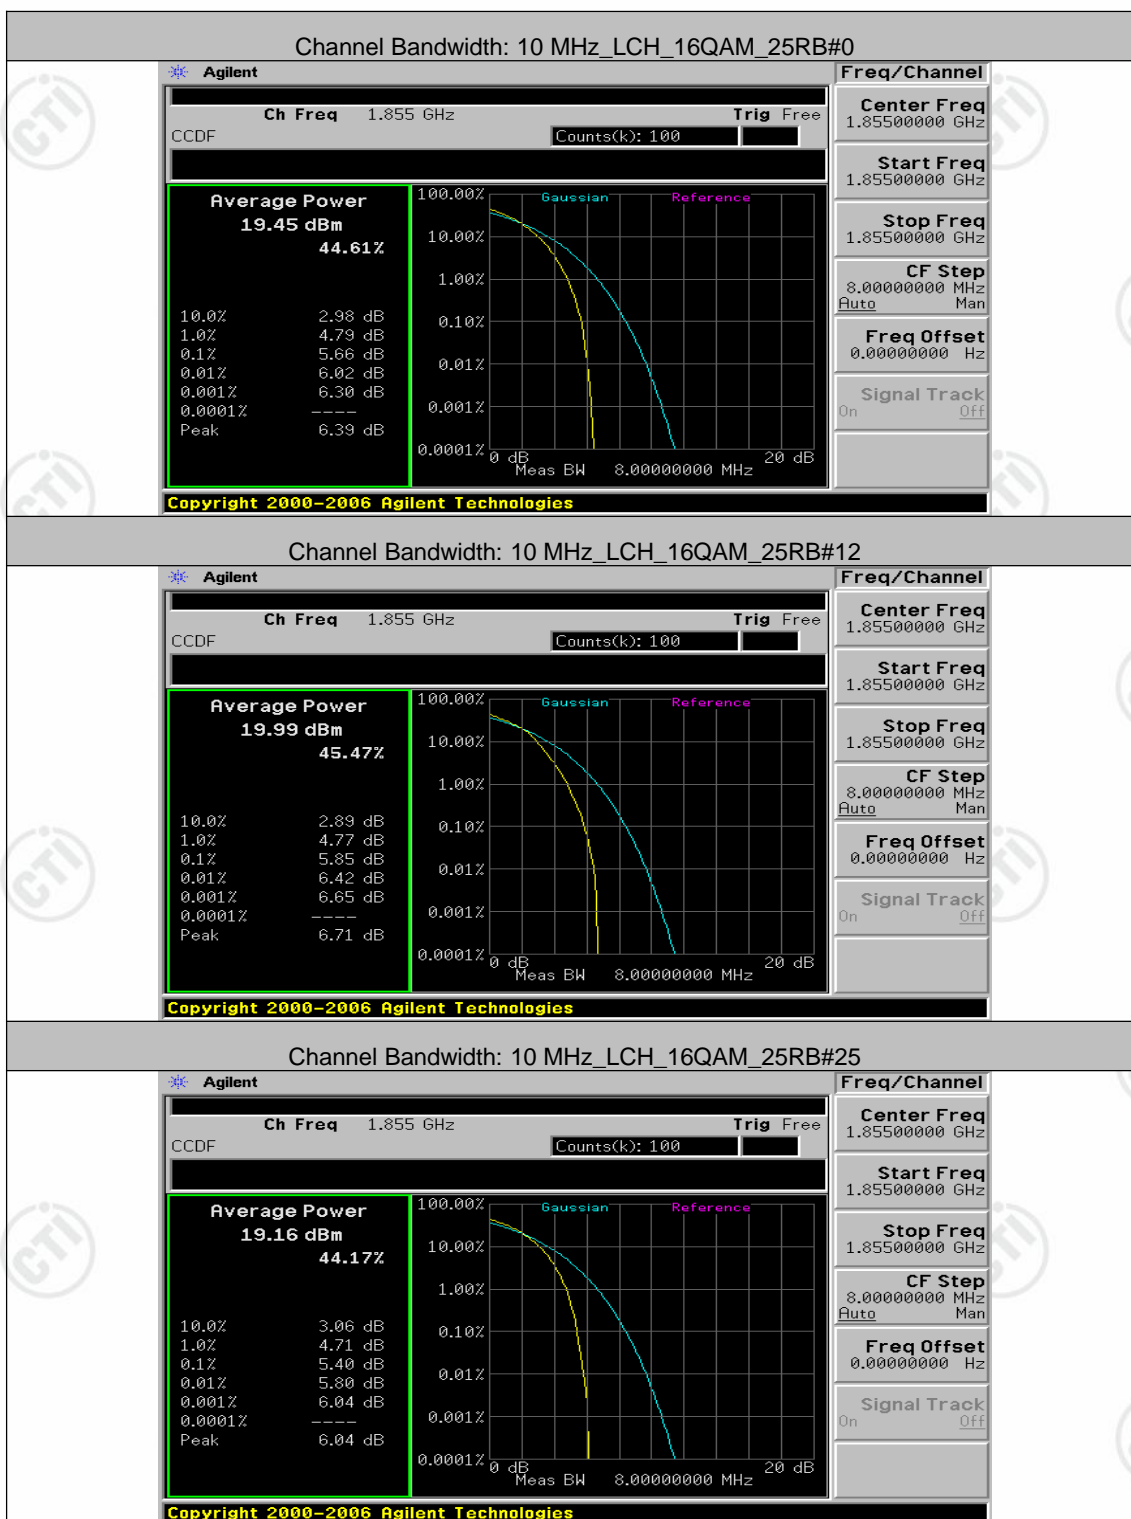 Channel Bandwidth: 10 MHz_LCH_16QAM_25RB#0
Agilent
Freq/Channel
Ch Freq 1.855 GHz Trig Free
CCDF Counts(k): 100
Average Power
19.45 dBm
44.61%
10.0% 2.98 dB
1.0% 4.79 dB
0.1% 5.66 dB
0.01% 6.02 dB
0.001% 6.30 dB
0.0001% ----
Peak 6.39 dB
Gaussian Reference
100.00%
10.00%
1.00%
0.10%
0.01%
0.001%
0.0001%
0 dB 20 dB
Meas BW 8.00000000 MHz
Center Freq
1.85500000 GHz
Start Freq
1.85500000 GHz
Stop Freq
1.85500000 GHz
CF Step
8.00000000 MHz
Auto Man
Freq Offset
0.00000000 Hz
Signal Track
On Off
Copyright 2000-2006 Agilent Technologies
Channel Bandwidth: 10 MHz_LCH_16QAM_25RB#12
Agilent
Freq/Channel
Ch Freq 1.855 GHz Trig Free
CCDF Counts(k): 100
Average Power
19.99 dBm
45.47%
10.0% 2.89 dB
1.0% 4.77 dB
0.1% 5.85 dB
0.01% 6.42 dB
0.001% 6.65 dB
0.0001% ----
Peak 6.71 dB
Gaussian Reference
100.00%
10.00%
1.00%
0.10%
0.01%
0.001%
0.0001%
0 dB 20 dB
Meas BW 8.00000000 MHz
Center Freq
1.85500000 GHz
Start Freq
1.85500000 GHz
Stop Freq
1.85500000 GHz
CF Step
8.00000000 MHz
Auto Man
Freq Offset
0.00000000 Hz
Signal Track
On Off
Copyright 2000-2006 Agilent Technologies
Channel Bandwidth: 10 MHz_LCH_16QAM_25RB#25
Agilent
Freq/Channel
Ch Freq 1.855 GHz Trig Free
CCDF Counts(k): 100
Average Power
19.16 dBm
44.17%
10.0% 3.06 dB
1.0% 4.71 dB
0.1% 5.40 dB
0.01% 5.80 dB
0.001% 6.04 dB
0.0001% ----
Peak 6.04 dB
Gaussian Reference
100.00%
10.00%
1.00%
0.10%
0.01%
0.001%
0.0001%
0 dB 20 dB
Meas BW 8.00000000 MHz
Center Freq
1.85500000 GHz
Start Freq
1.85500000 GHz
Stop Freq
1.85500000 GHz
CF Step
8.00000000 MHz
Auto Man
Freq Offset
0.00000000 Hz
Signal Track
On Off
Copyright 2000-2006 Agilent Technologies
CTI
CTI
CTI
CTI
CTI
CTI
CTI
CTI